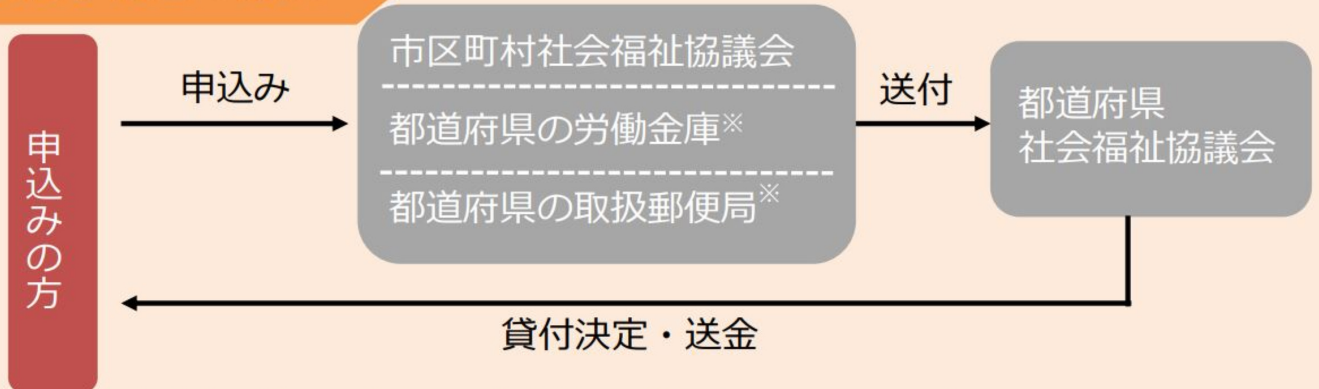 申込みの方
申込み
市区町村社会福祉協議会
都道府県の労働金庫※
都道府県の取扱郵便局※
送付
都道府県
社会福祉協議会
貸付決定・送金